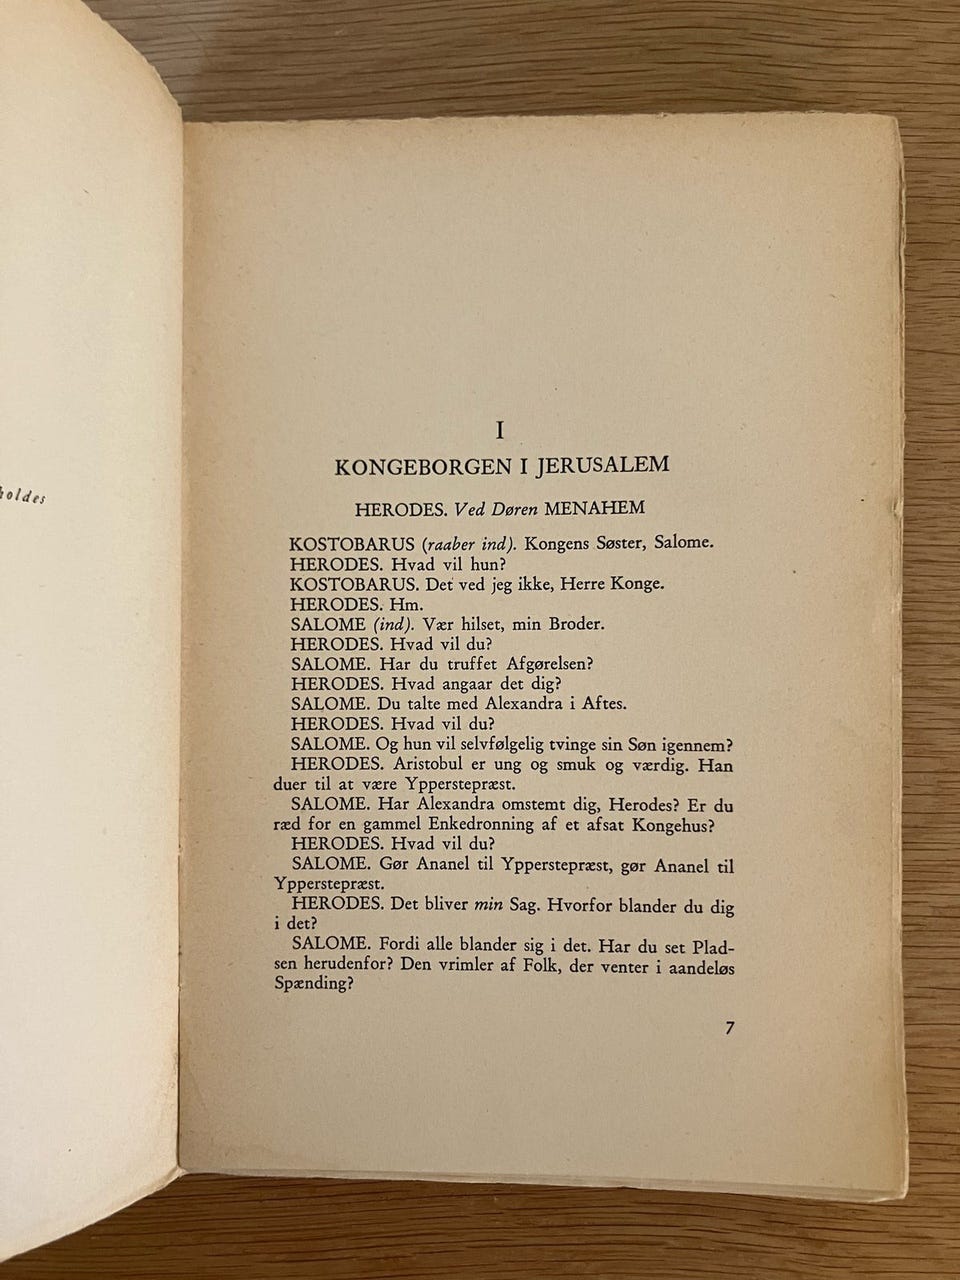 I
KONGEBORGEN I JERUSALEM
HERODES. Ved Døren MENAHEM
KOSTOBARUS (raaber ind). Kongens Søster, Salome.
HERODES. Hvad vil hun?
KOSTOBARUS. Det ved jeg ikke, Herre Konge.
HERODES. Hm.
SALOME (ind). Vær hilset, min Broder.
HERODES. Hvad vil du?
SALOME. Har du truffet Afgørelsen?
HERODES. Hvad angaar det dig?
SALOME. Du talte med Alexandra i Aftes.
HERODES. Hvad vil du?
SALOME. Og hun vil selvfølgelig tvinge sin Søn igennem?
HERODES. Aristobul er ung og smuk og værdig. Han
duer til at være Ypperstepræst.
SALOME. Har Alexandra omstemt dig, Herodes? Er du
ræd for en gammel Enkedronning af et afsat Kongehus?
HERODES. Hvad vil du?
SALOME. Gør Ananel til Ypperstepræst, gør Ananel til
Ypperstepræst.
HERODES. Det bliver min Sag. Hvorfor blander du dig
i det?
SALOME. Fordi alle blander sig i det. Har du set Plad-
sen herudenfor? Den vrimler af Folk, der venter i aandeløs
Spænding?
7